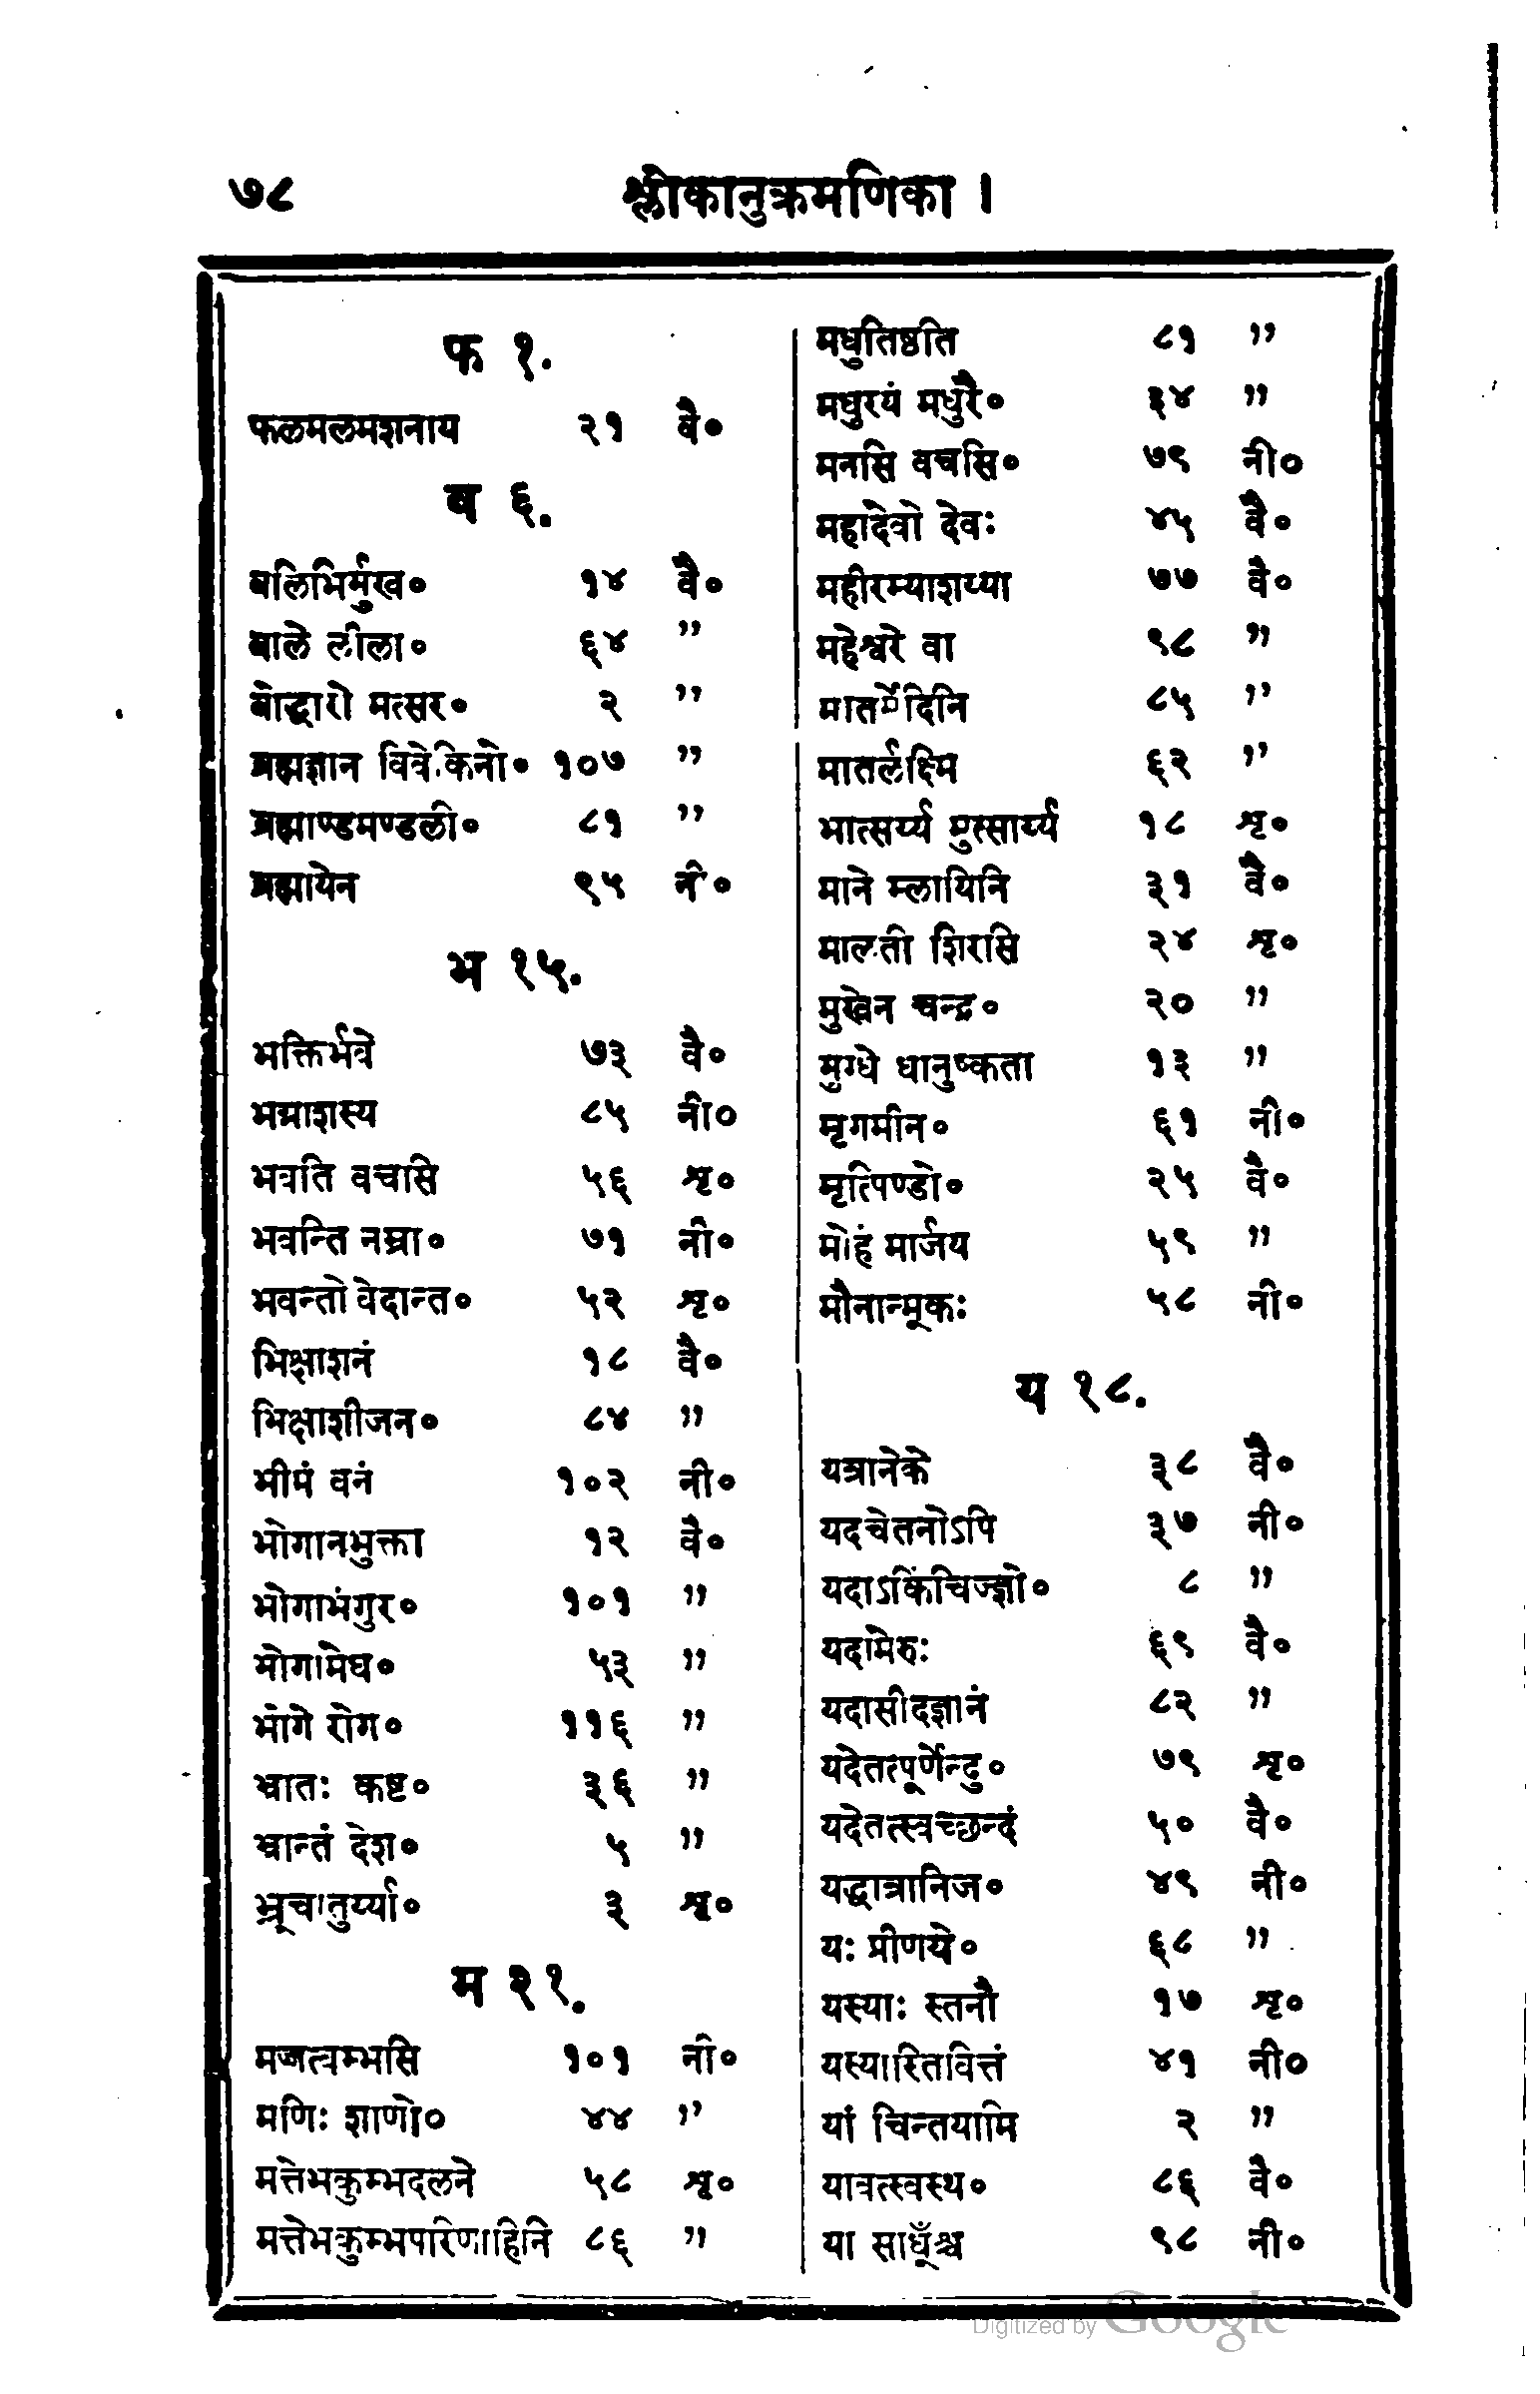 ७८
श्लोकानुक्रमणिका ।
फ १.
फलमलमशनाय २१ वै०
ब ६.
बलिभिर्मुख० १४ वै०
बाले लीला० ६४ ”
बोद्धारो मत्सर० २ ”
ब्रह्मज्ञान विवेकिनो० १०७ ”
ब्रह्माण्डमण्डली० ८१ ”
ब्रह्मायेन ९५ नी०
भ १५.
भक्तिर्भवे ७३ वै०
भग्नाशस्य ८५ नी०
भवति वचसि ५६ शृ०
भवन्ति नम्रा० ७१ नी०
भवन्तो वेदान्त० ५२ शृ०
भिक्षाशनं १८ वै०
भिक्षाशीजन० ८४ ”
भीमं वनं १०२ नी०
भोगानभुक्ता १२ वै०
भोगाभंगुर० १०१ ”
भोगामेघ० ५३ ”
भोगे रोग० ११६ ”
भ्रातः कष्ट० ३६ ”
भ्रान्तं देश० ५ ”
भ्रूचातुर्य्या० ३ शृ०
म २१.
मज्जत्वम्भसि १०१ नी०
मणिः शाणो० ४४ ”
मत्तेभकुम्भदलने ५८ शृ०
मत्तेभकुम्भपरिणाहिनि ८६ ”
मधुतिष्ठति ८१ ”
मधुरयं मधुरै० ३४ ”
मनसि वचसि० ७९ नी०
महादेवो देवः ४५ वै०
महीरम्याशय्या ७७ वै०
महेश्वरे वा ९८ ”
मातर्मेदिनि ८५ ”
मातर्लक्ष्मि ६२ ”
मात्सर्य्य मुत्सार्य्य १८ शृ०
माने म्लायिनि ३१ वै०
मालती शिरसि २४ शृ०
मुखेन चन्द्र० २० ”
मुग्धे धानुष्कता १३ ”
मृगमीन० ६१ नी०
मृत्पिण्डो० २५ वै०
मोहं मार्जय ५९ ”
मौनान्मूकः ५८ नी०
य १८.
यत्रानेके ३८ वै०
यदचेतनोऽपि ३७ नी०
यदाऽकिंचिज्ज्ञो० ८ ”
यदामेरुः ६९ वै०
यदासीदज्ञानं ८२ ”
यदेतत्पूर्णेन्दु० ७९ शृ०
यदेतत्स्वच्छन्दं ५० वै०
यद्धात्रानिज० ४९ नी०
यः प्रीणये० ६८ ”
यस्याः स्तनौ १७ शृ०
यस्यास्तिवित्तं ४१ नी०
यां चिन्तयामि २ ”
यावत्स्वस्थ० ८६ वै०
या साधूँश्च ९८ नी०
Digitized by Google